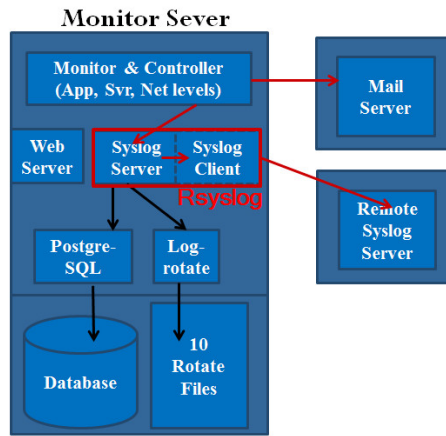 Monitor Sever
Monitor & Controller
(App, Svr, Net levels)
Mail
Server
Web
Server
Syslog
Server
Syslog
Client
Rsyslog
Remote
Syslog
Server
Postgre-
SQL
Log-
rotate
Database
10
Rotate
Files